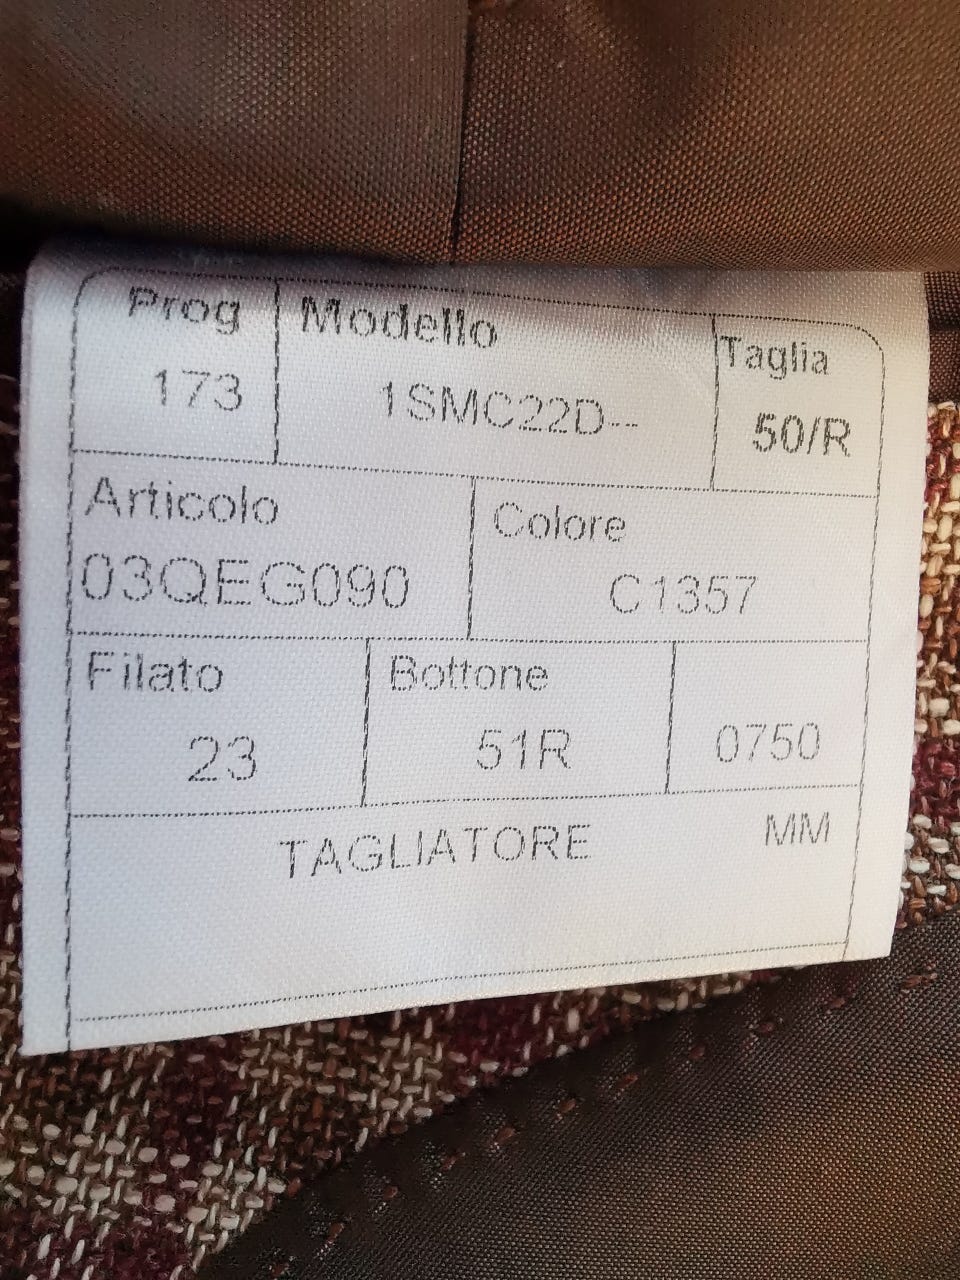 Prog Modello Taglia
173 1SMC22D-- 50/R
Articolo Colore
03QEG090 C1357
Filato Bottone
23 51R 0750
TAGLIATORE MM